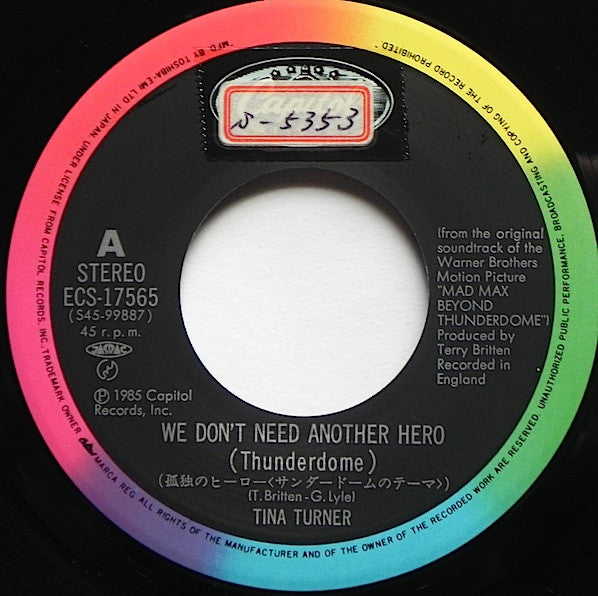 "MFD. BY TOSHIBA-EMI LTD IN JAPAN UNDER LICENSE FROM CAPITOL RECORDS, INC. TRADEMARK OWNER
MARCA REG. ALL RIGHTS OF THE MANUFACTURER AND OF THE OWNER OF THE RECORDED WORK ARE RESERVED. UNAUTHORIZED PUBLIC PERFORMANCE, BROADCASTING AND COPYING OF THE RECORD PROHIBITED"
Capitol
S-5353
A
STEREO
ECS-17565
(S45-99887)
45 r.p.m.
JASRAC
Ⓟ 1985 Capitol
Records, Inc.
(from the original
soundtrack of the
Warner Brothers
Motion Picture
"MAD MAX
BEYOND
THUNDERDOME")
Produced by
Terry Britten
Recorded in
England
WE DON'T NEED ANOTHER HERO
(Thunderdome)
(孤独のヒーロー〈サンダードームのテーマ〉)
(T. Britten-G. Lyle)
TINA TURNER